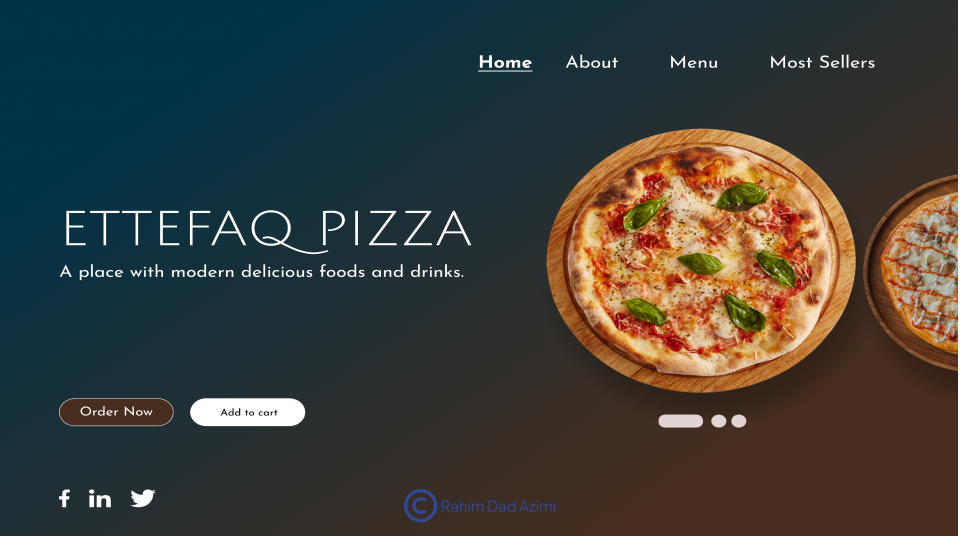 Home About Menu Most Sellers
ETTEFAQ PIZZA
A place with modern delicious foods and drinks.
Order Now Add to cart
f in
© Rahim Dad Azimi